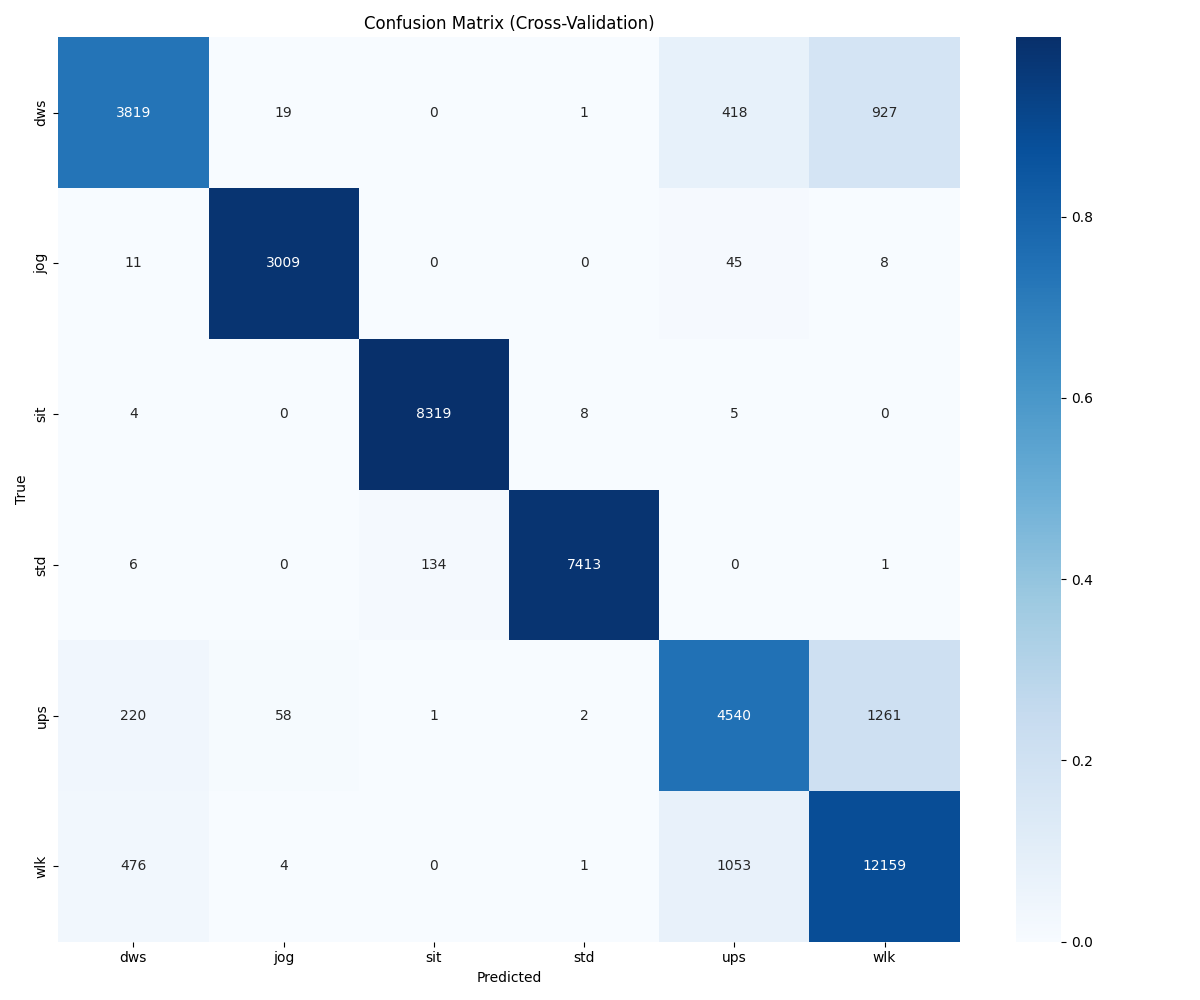 Confusion Matrix (Cross-Validation)
dws 3819 19 0 1 418 927
jog 11 3009 0 0 45 8
sit 4 0 8319 8 5 0
std 6 0 134 7413 0 1
ups 220 58 1 2 4540 1261
wlk 476 4 0 1 1053 12159
dws jog sit std ups wlk
Predicted
True
0.8
0.6
0.4
0.2
0.0